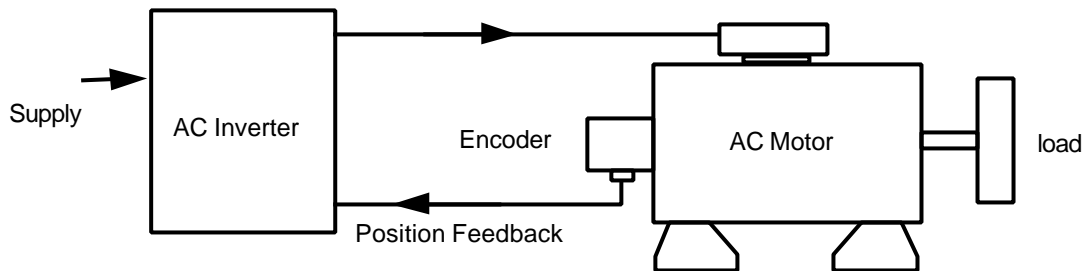 Supply
AC Inverter
Encoder
AC Motor
load
Position Feedback